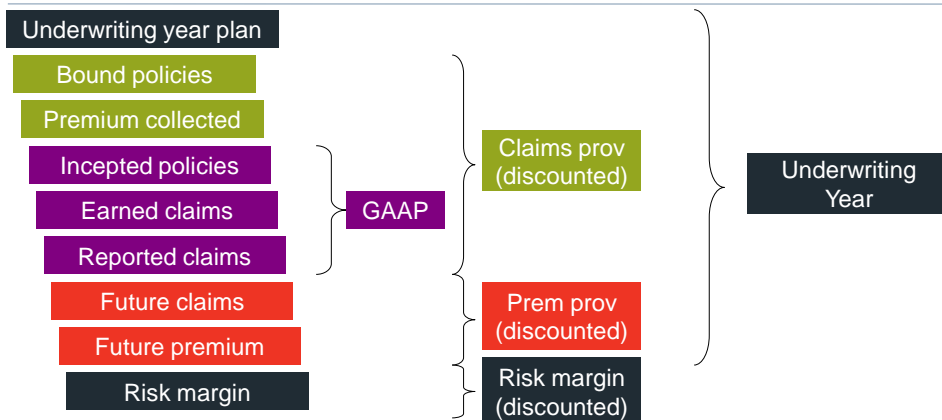 Underwriting year plan
Bound policies
Premium collected
Incepted policies
Earned claims
Reported claims
Future claims
Future premium
Risk margin
GAAP
Claims prov
(discounted)
Prem prov
(discounted)
Risk margin
(discounted)
Underwriting
Year